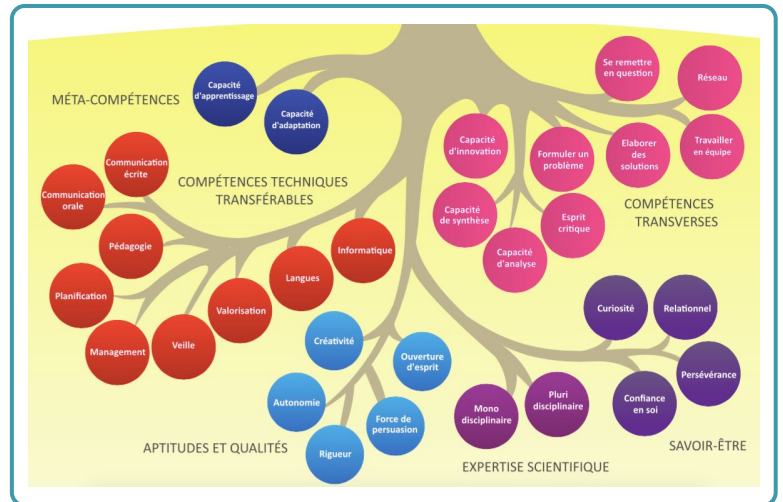 MÉTA-COMPÉTENCES
Capacité
d'apprentissage
Capacité
d'adaptation
COMPÉTENCES TECHNIQUES
TRANSFÉRABLES
Communication
écrite
Communication
orale
Pédagogie
Planification
Management
Veille
Valorisation
Langues
Informatique
Se remettre
en question
Réseau
Travailler
en équipe
Elaborer
des
solutions
Formuler un
problème
Capacité
d'innovation
Capacité
de synthèse
Capacité
d'analyse
Esprit
critique
COMPÉTENCES
TRANSVERSES
Créativité
Ouverture
d'esprit
Autonomie
Force de
persuasion
Rigueur
APTITUDES ET QUALITÉS
Mono
disciplinaire
Pluri
disciplinaire
EXPERTISE SCIENTIFIQUE
Curiosité
Relationnel
Persévérance
Confiance
en soi
SAVOIR-ÊTRE